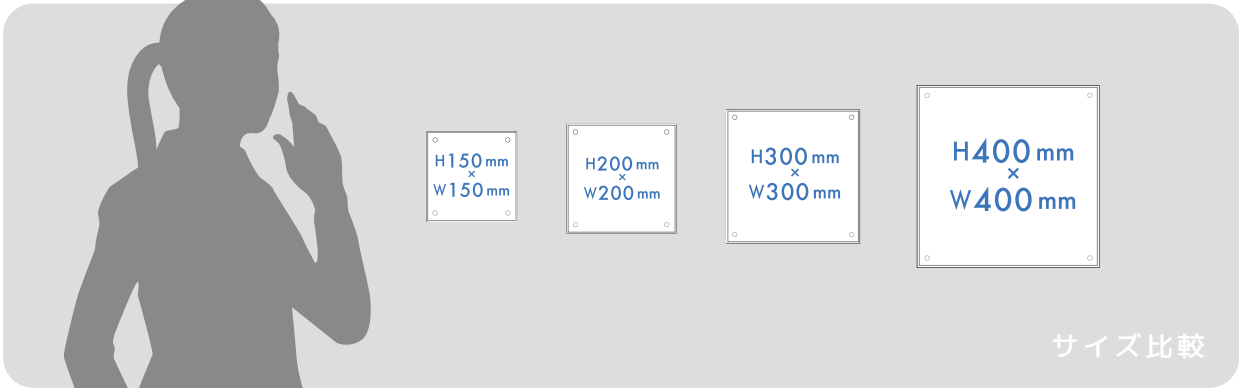 H150mm
×
W150mm
H200mm
×
W200mm
H300mm
×
W300mm
H400mm
×
W400mm
サイズ比較